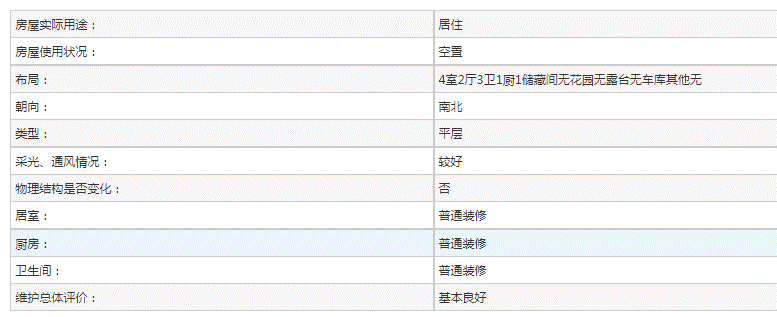 房屋实际用途： 居住
房屋使用状况： 空置
布局： 4室2厅3卫1厨1储藏间无花园无露台无车库其他无
朝向： 南北
类型： 平层
采光、通风情况： 较好
物理结构是否变化： 否
居室： 普通装修
厨房： 普通装修
卫生间： 普通装修
维护总体评价： 基本良好